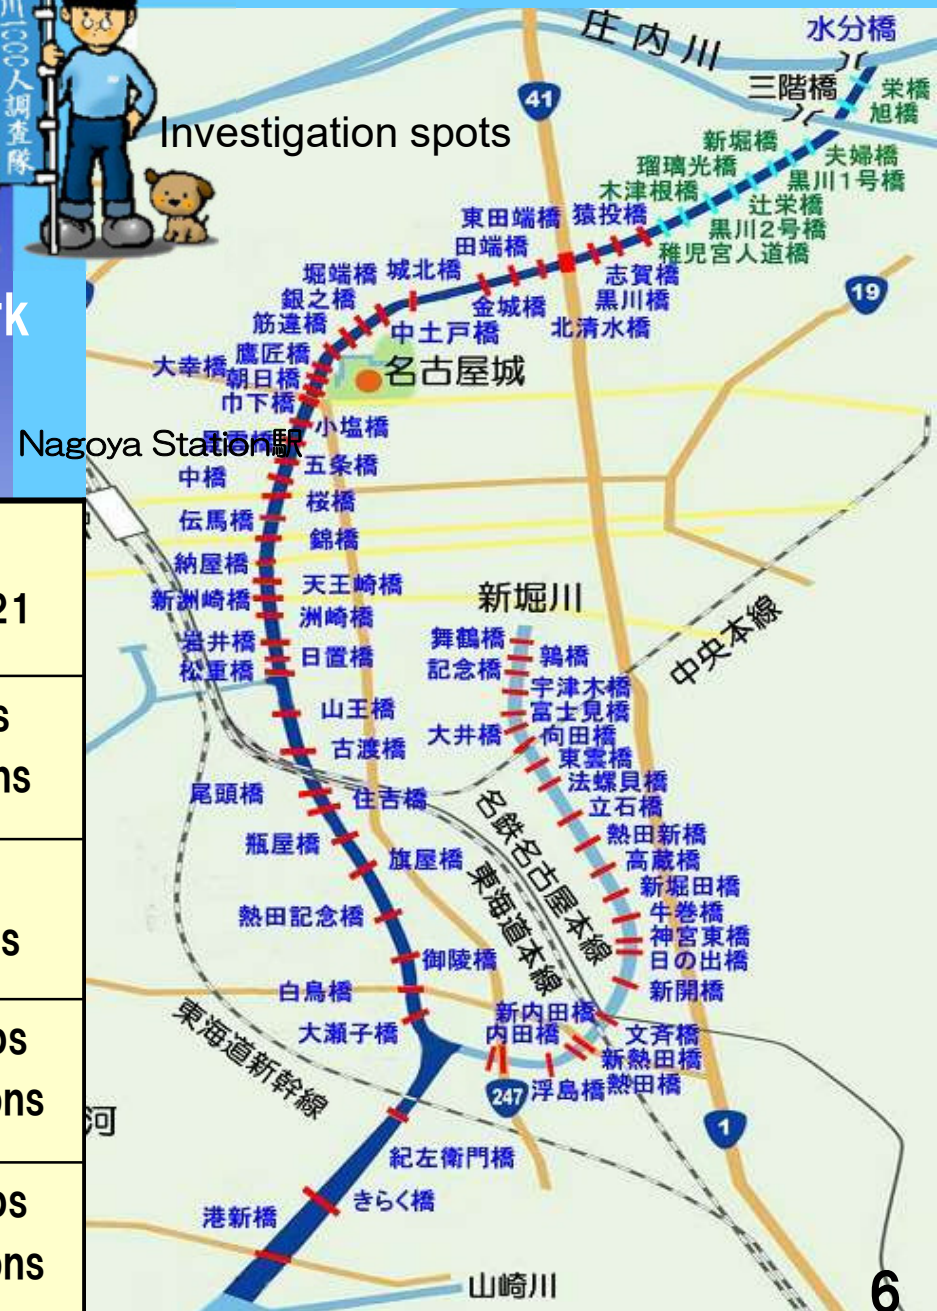 川1000人調査隊
Investigation spots
庄内川
水分橋
41
三階橋
栄橋
旭橋
新堀橋
瑠璃光橋
夫婦橋
木津根橋
黒川1号橋
辻栄橋
東田端橋
猿投橋
黒川2号橋
田端橋
稚児宮人道橋
堀端橋
城北橋
志賀橋
19
銀之橋
金城橋
黒川橋
筋違橋
中土戸橋
北清水橋
鷹匠橋
大幸橋
朝日橋
名古屋城
巾下橋
小塩橋
Nagoya Station駅
五条橋
中橋
桜橋
伝馬橋
錦橋
納屋橋
天王崎橋
新堀川
新洲崎橋
洲崎橋
舞鶴橋
中央本線
岩井橋
日置橋
記念橋
鶉橋
松重橋
宇津木橋
山王橋
富士見橋
大井橋
向田橋
古渡橋
東雲橋
法螺貝橋
尾頭橋
住吉橋
立石橋
名鉄名古屋本線
瓶屋橋
熱田新橋
旗屋橋
高蔵橋
東海道本線
新堀田橋
熱田記念橋
牛巻橋
神宮東橋
御陵橋
日の出橋
白鳥橋
新開橋
新内田橋
大瀬子橋
内田橋
文斉橋
東海道新幹線
新熱田橋
247
浮島橋
熱田橋
1
河
紀左衛門橋
きらく橋
港新橋
山崎川
k
21
s
ns
s
os
ons
os
ons
6